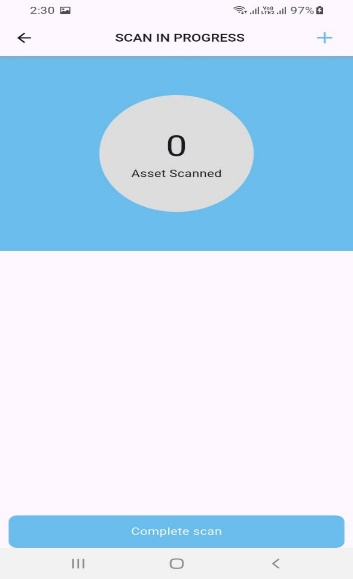 2:30
97%
SCAN IN PROGRESS
0
Asset Scanned
Complete scan